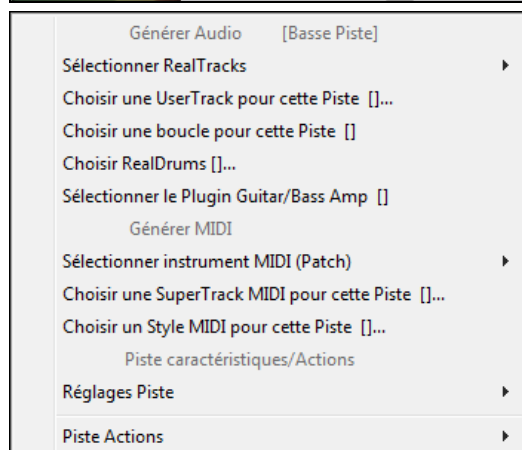 Générer Audio [Basse Piste]
Sélectionner RealTracks
Choisir une UserTrack pour cette Piste []...
Choisir une boucle pour cette Piste []
Choisir RealDrums []...
Sélectionner le Plugin Guitar/Bass Amp []
Générer MIDI
Sélectionner instrument MIDI (Patch)
Choisir une SuperTrack MIDI pour cette Piste []...
Choisir un Style MIDI pour cette Piste []...
Piste caractéristiques/Actions
Réglages Piste
Piste Actions